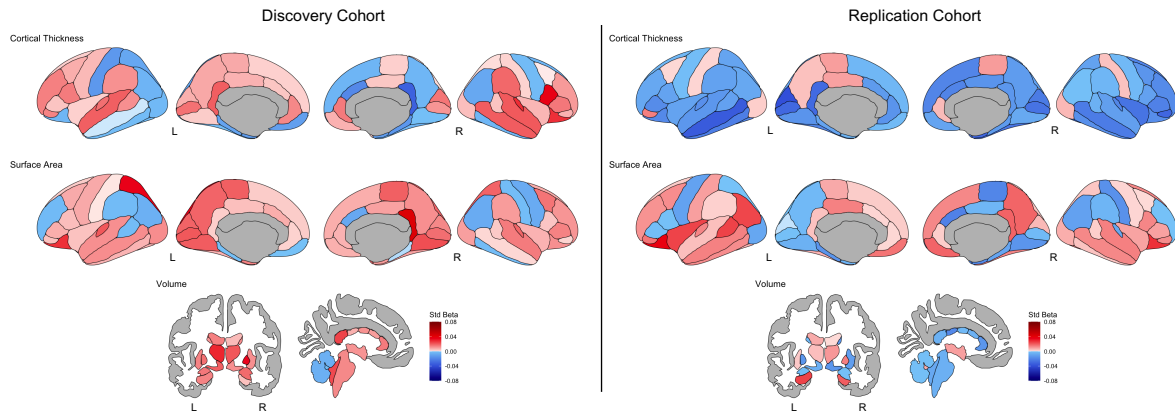 Discovery Cohort
Cortical Thickness
L
R
Surface Area
L
R
Volume
Std Beta
0.08
0.04
0.00
-0.04
-0.08
L
R
Replication Cohort
Cortical Thickness
L
R
Surface Area
L
R
Volume
Std Beta
0.08
0.04
0.00
-0.04
-0.08
L
R